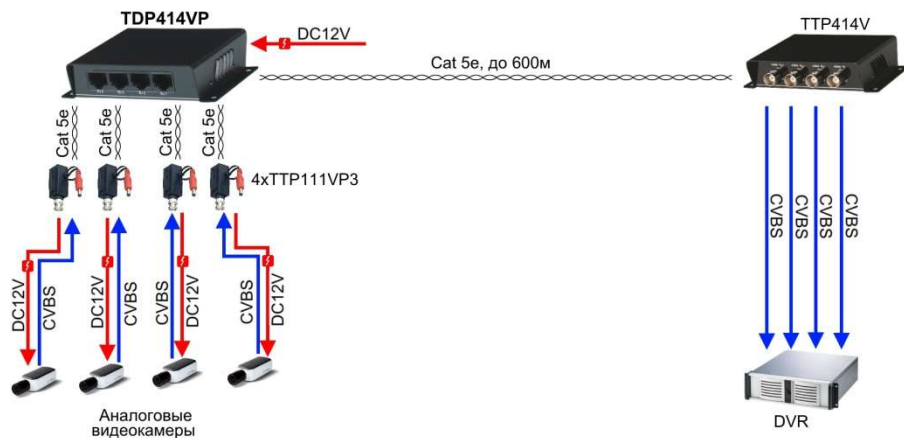 TDP414VP
DC12V
TTP414V
Cat 5e, до 600м
Cat 5e
Cat 5e
Cat 5e
Cat 5e
4xTTP111VP3
DC12V
CVBS
DC12V
CVBS
CVBS
DC12V
CVBS
DC12V
CVBS
CVBS
CVBS
CVBS
Аналоговые
видеокамеры
DVR